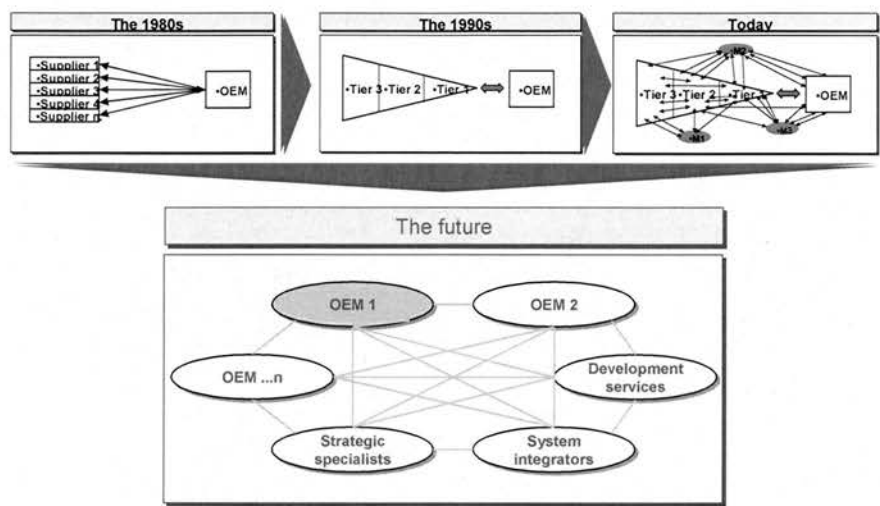 The 1980s
The 1990s
Today
•Supplier 1
•Supplier 2
•Supplier 3
•Supplier 4
•Supplier n
•OEM
•Tier 3
•Tier 2
•Tier 1
•OEM
•M2
•Tier 3
•Tier 2
•Tier
•OEM
•M1
•M3
The future
OEM 1
OEM 2
OEM ...n
Development
services
Strategic
specialists
System
integrators